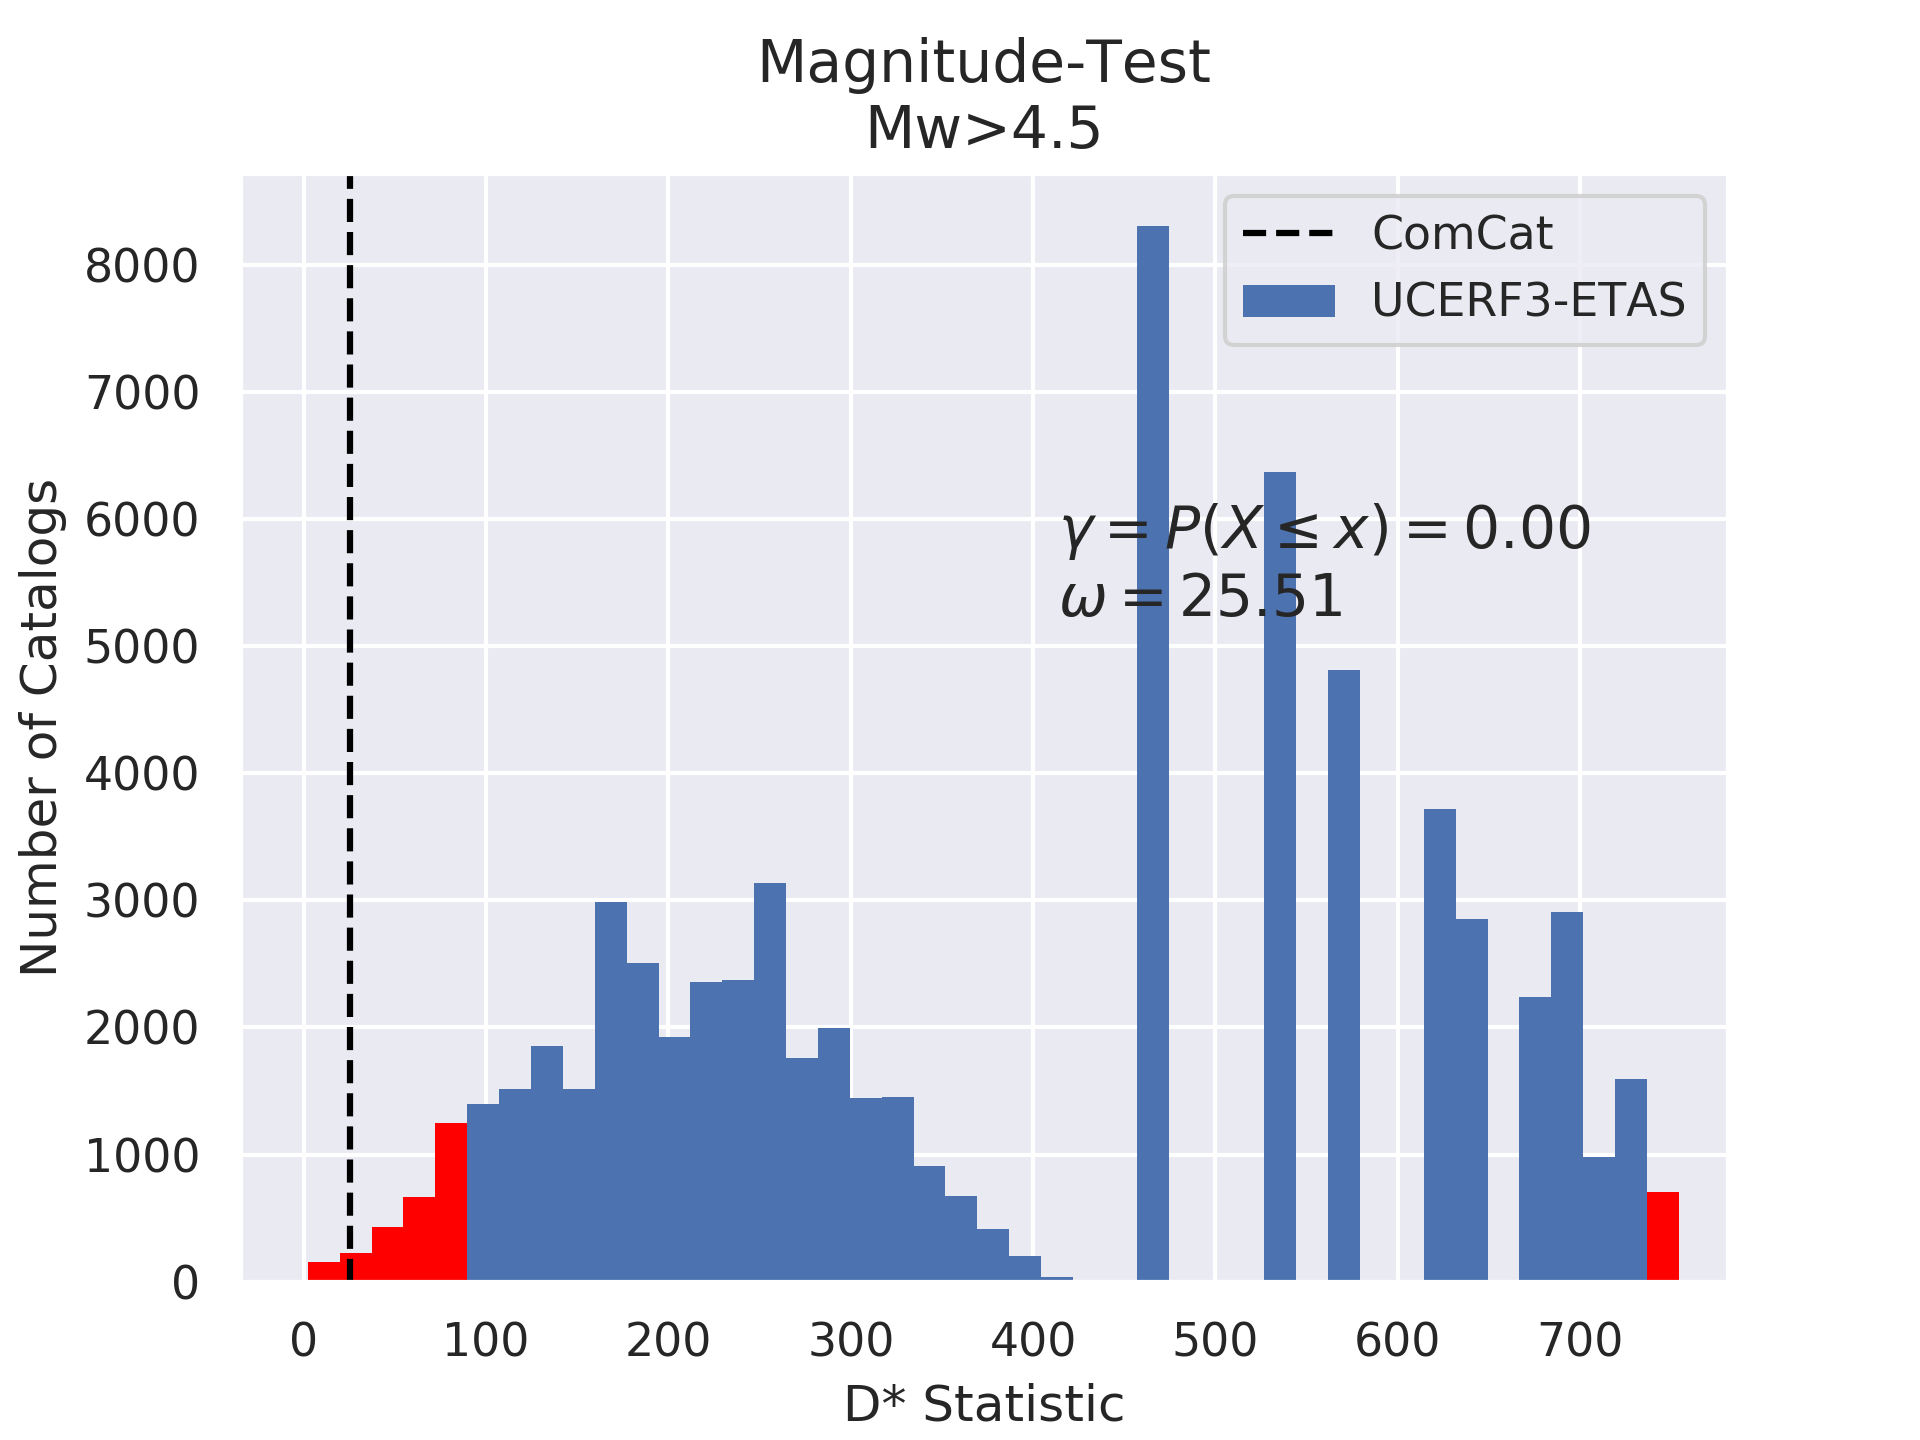 Magnitude-Test
Mw>4.5
ComCat
UCERF3-ETAS
γ = P(X ≤ x) = 0.00
ω = 25.51
Number of Catalogs
8000
7000
6000
5000
4000
3000
2000
1000
0
0 100 200 300 400 500 600 700
D* Statistic